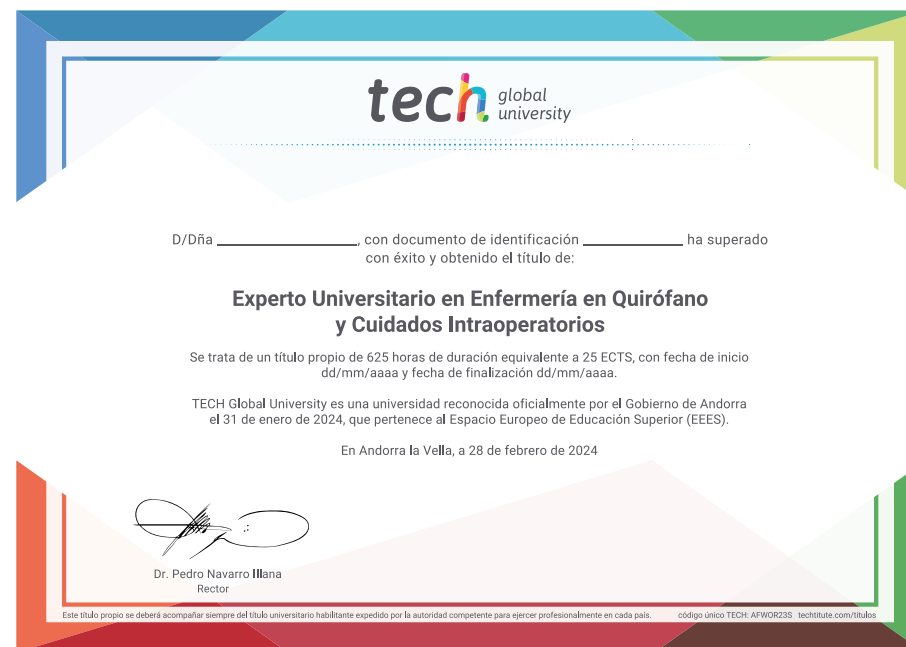 tech global
university
D/Dña ____________, con documento de identificación ____________ ha superado
con éxito y obtenido el título de:
Experto Universitario en Enfermería en Quirófano
y Cuidados Intraoperatorios
Se trata de un título propio de 625 horas de duración equivalente a 25 ECTS, con fecha de inicio
dd/mm/aaaa y fecha de finalización dd/mm/aaaa.
TECH Global University es una universidad reconocida oficialmente por el Gobierno de Andorra
el 31 de enero de 2024, que pertenece al Espacio Europeo de Educación Superior (EEES).
En Andorra la Vella, a 28 de febrero de 2024
Dr. Pedro Navarro Illana
Rector
Este título propio se deberá acompañar siempre del título universitario habilitante expedido por la autoridad competente para ejercer profesionalmente en cada país. código único TECH: AFWOR23S techtitute.com/titulos